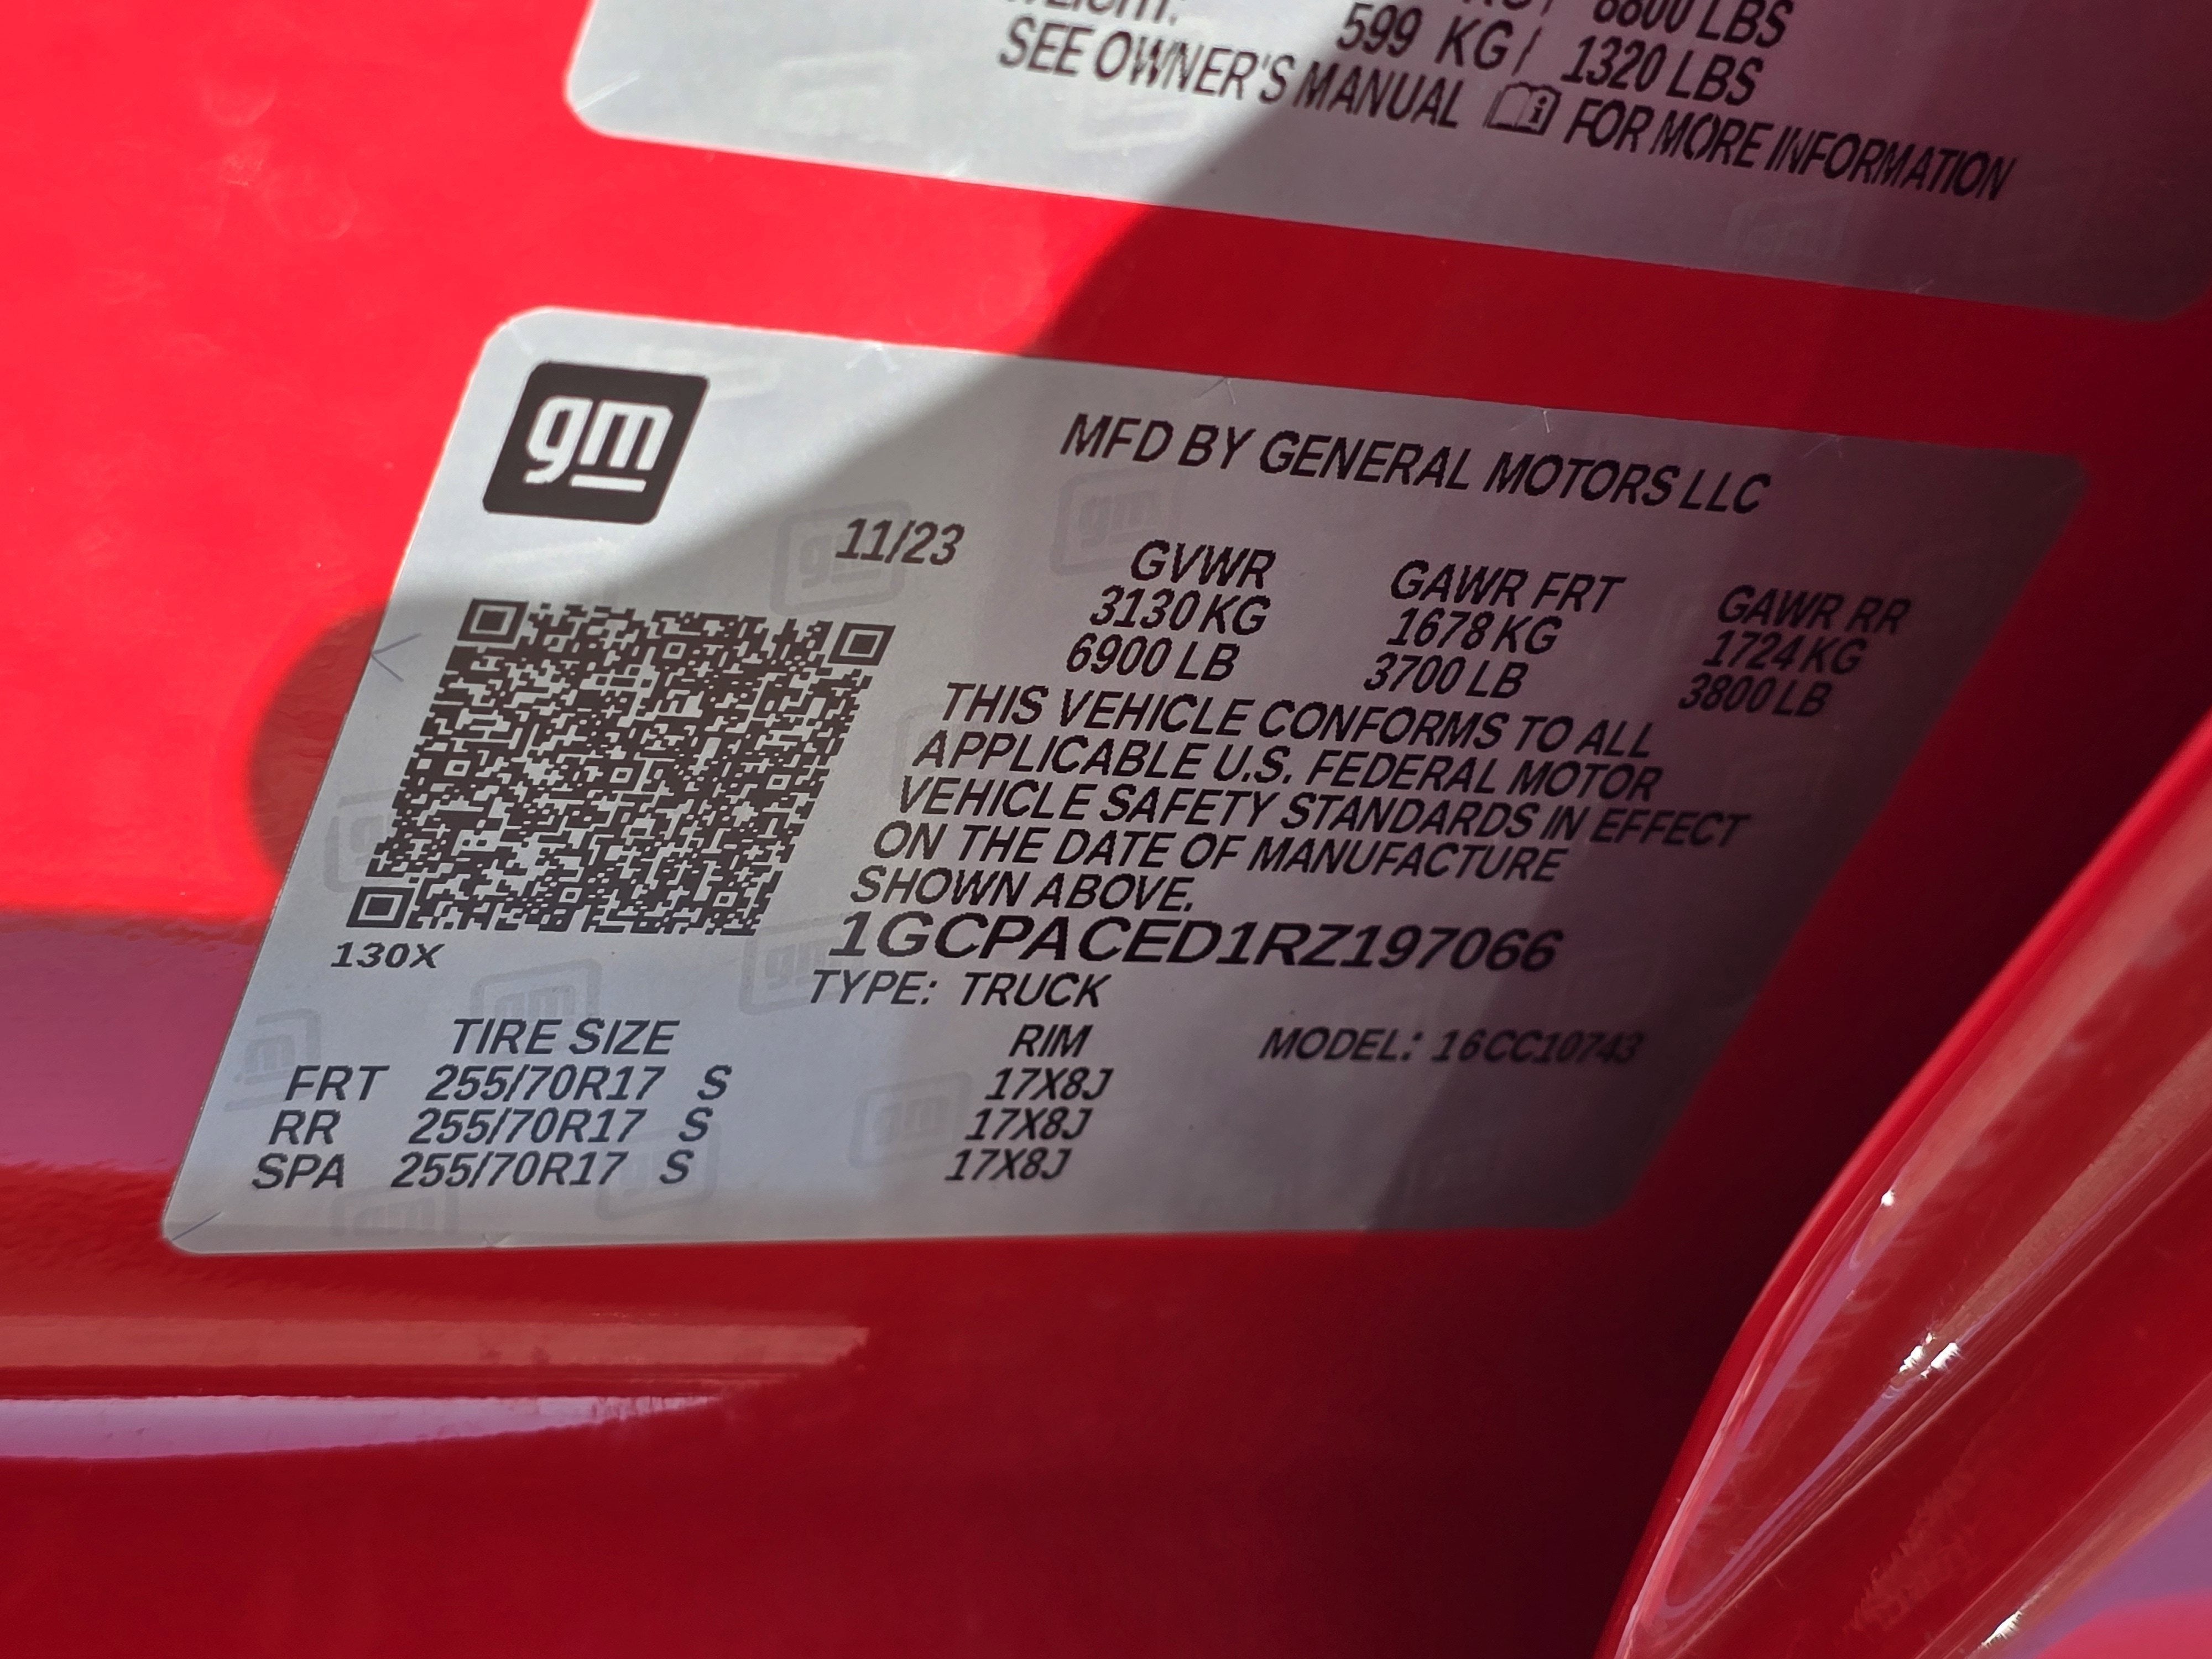 6800 LBS
599 KG / 1320 LBS
SEE OWNER'S MANUAL FOR MORE INFORMATION
gm
MFD BY GENERAL MOTORS LLC
11/23
GVWR GAWR FRT GAWR RR
3130 KG 1678 KG 1724 KG
6900 LB 3700 LB 3800 LB
THIS VEHICLE CONFORMS TO ALL
APPLICABLE U.S. FEDERAL MOTOR
VEHICLE SAFETY STANDARDS IN EFFECT
ON THE DATE OF MANUFACTURE
SHOWN ABOVE.
1GCPACED1RZ197066
130X
TYPE: TRUCK
TIRE SIZE RIM MODEL: 16CC10743
FRT 255/70R17 S 17X8J
RR 255/70R17 S 17X8J
SPA 255/70R17 S 17X8J